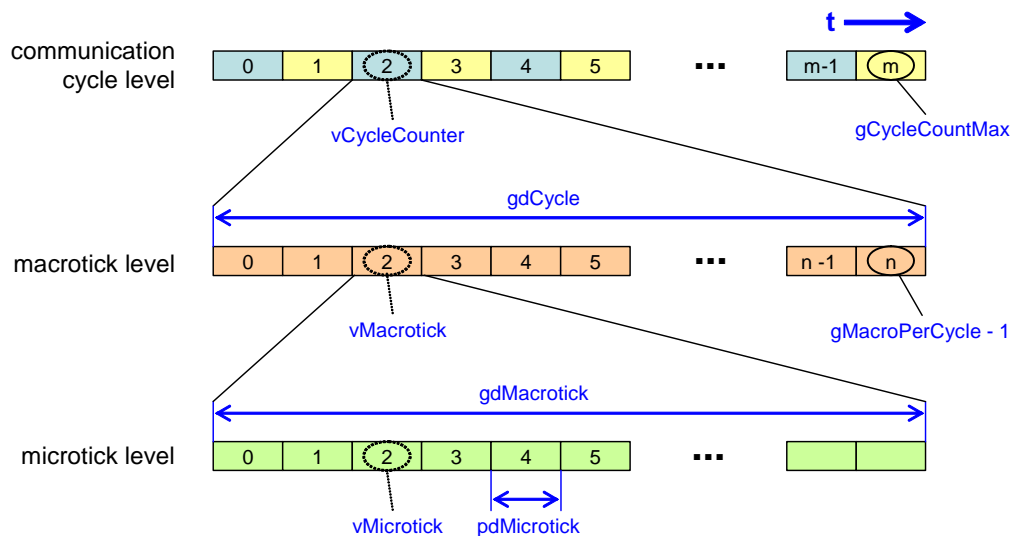 t
communication
cycle level
0 1 2 3 4 5 ... m-1 m
vCycleCounter
gCycleCountMax
gdCycle
macrotick level
0 1 2 3 4 5 ... n -1 n
vMacrotick
gMacroPerCycle - 1
gdMacrotick
microtick level
0 1 2 3 4 5 ...
vMicrotick
pdMicrotick